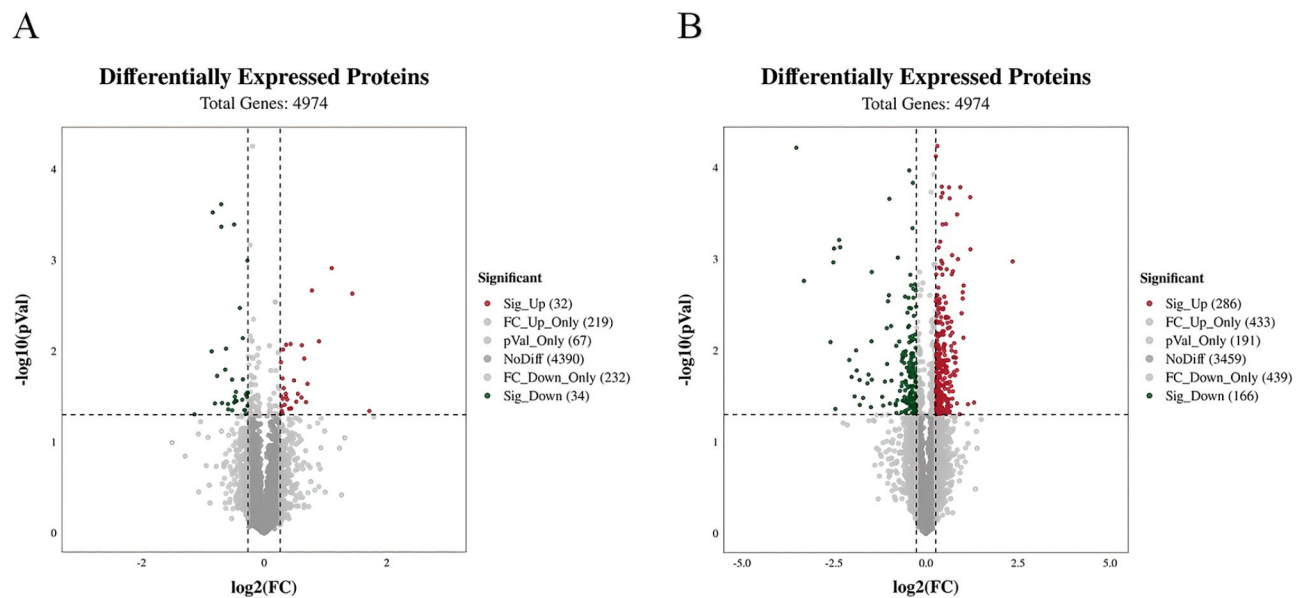 A
Differentially Expressed Proteins
Total Genes: 4974
-log10(pVal)
4
3
2
1
0
-2
0
2
log2(FC)
Significant
Sig_Up (32)
FC_Up_Only (219)
pVal_Only (67)
NoDiff (4390)
FC_Down_Only (232)
Sig_Down (34)
B
Differentially Expressed Proteins
Total Genes: 4974
-log10(pVal)
4
3
2
1
0
-5.0
-2.5
0.0
2.5
5.0
log2(FC)
Significant
Sig_Up (286)
FC_Up_Only (433)
pVal_Only (191)
NoDiff (3459)
FC_Down_Only (439)
Sig_Down (166)